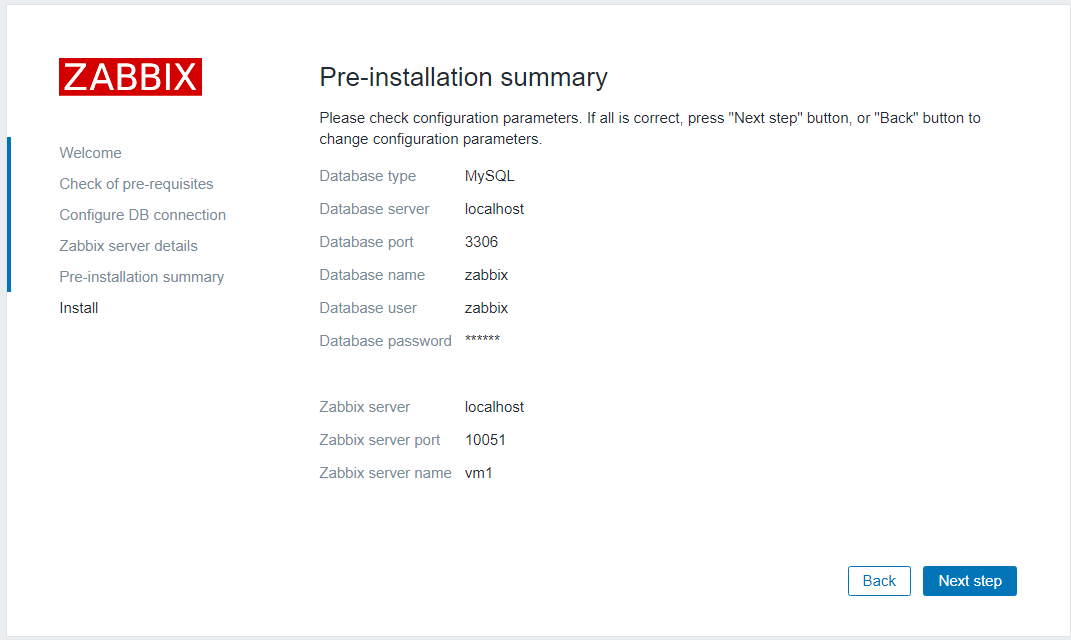 ZABBIX
Welcome
Check of pre-requisites
Configure DB connection
Zabbix server details
Pre-installation summary
Install
Pre-installation summary
Please check configuration parameters. If all is correct, press "Next step" button, or "Back" button to
change configuration parameters.
Database type MySQL
Database server localhost
Database port 3306
Database name zabbix
Database user zabbix
Database password ******
Zabbix server localhost
Zabbix server port 10051
Zabbix server name vm1
Back Next step